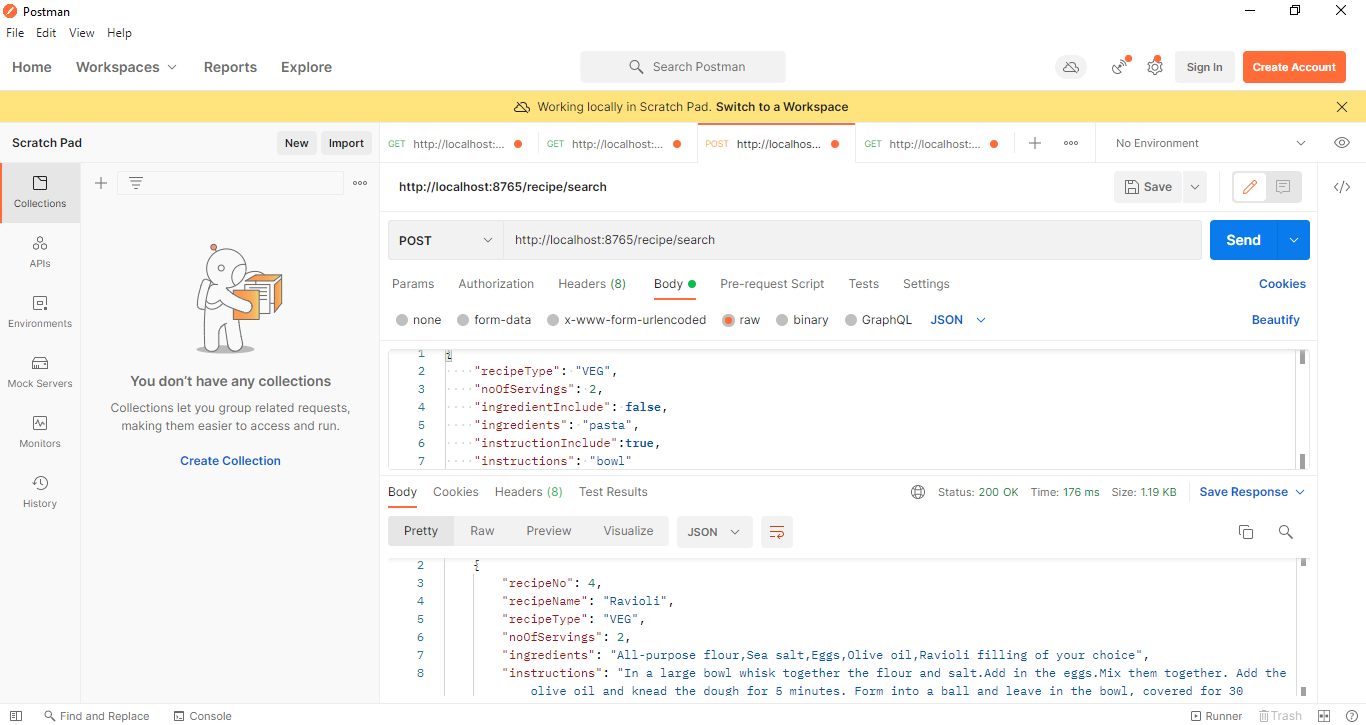 Postman
File Edit View Help
Home Workspaces Reports Explore Search Postman Sign In Create Account
Working locally in Scratch Pad. Switch to a Workspace
Scratch Pad New Import
GET http://localhost:... GET http://localhost:... POST http://localhos... GET http://localhost:... No Environment
Collections
APIs
Environments
Mock Servers
Monitors
History
You don't have any collections
Collections let you group related requests,
making them easier to access and run.
Create Collection
http://localhost:8765/recipe/search Save
POST http://localhost:8765/recipe/search Send
Params Authorization Headers (8) Body Pre-request Script Tests Settings Cookies
none form-data x-www-form-urlencoded raw binary GraphQL JSON Beautify
1 {
2 "recipeType": "VEG",
3 "noOfServings": 2,
4 "ingredientInclude": false,
5 "ingredients": "pasta",
6 "instructionInclude":true,
7 "instructions": "bowl"
Body Cookies Headers (8) Test Results Status: 200 OK Time: 176 ms Size: 1.19 KB Save Response
Pretty Raw Preview Visualize JSON
2 {
3 "recipeNo": 4,
4 "recipeName": "Ravioli",
5 "recipeType": "VEG",
6 "noOfServings": 2,
7 "ingredients": "All-purpose flour,Sea salt,Eggs,Olive oil,Ravioli filling of your choice",
8 "instructions": "In a large bowl whisk together the flour and salt.Add in the eggs.Mix them together. Add the
olive oil and knead the dough for 5 minutes. Form into a ball and leave in the bowl, covered for 30
Find and Replace Console Runner Trash